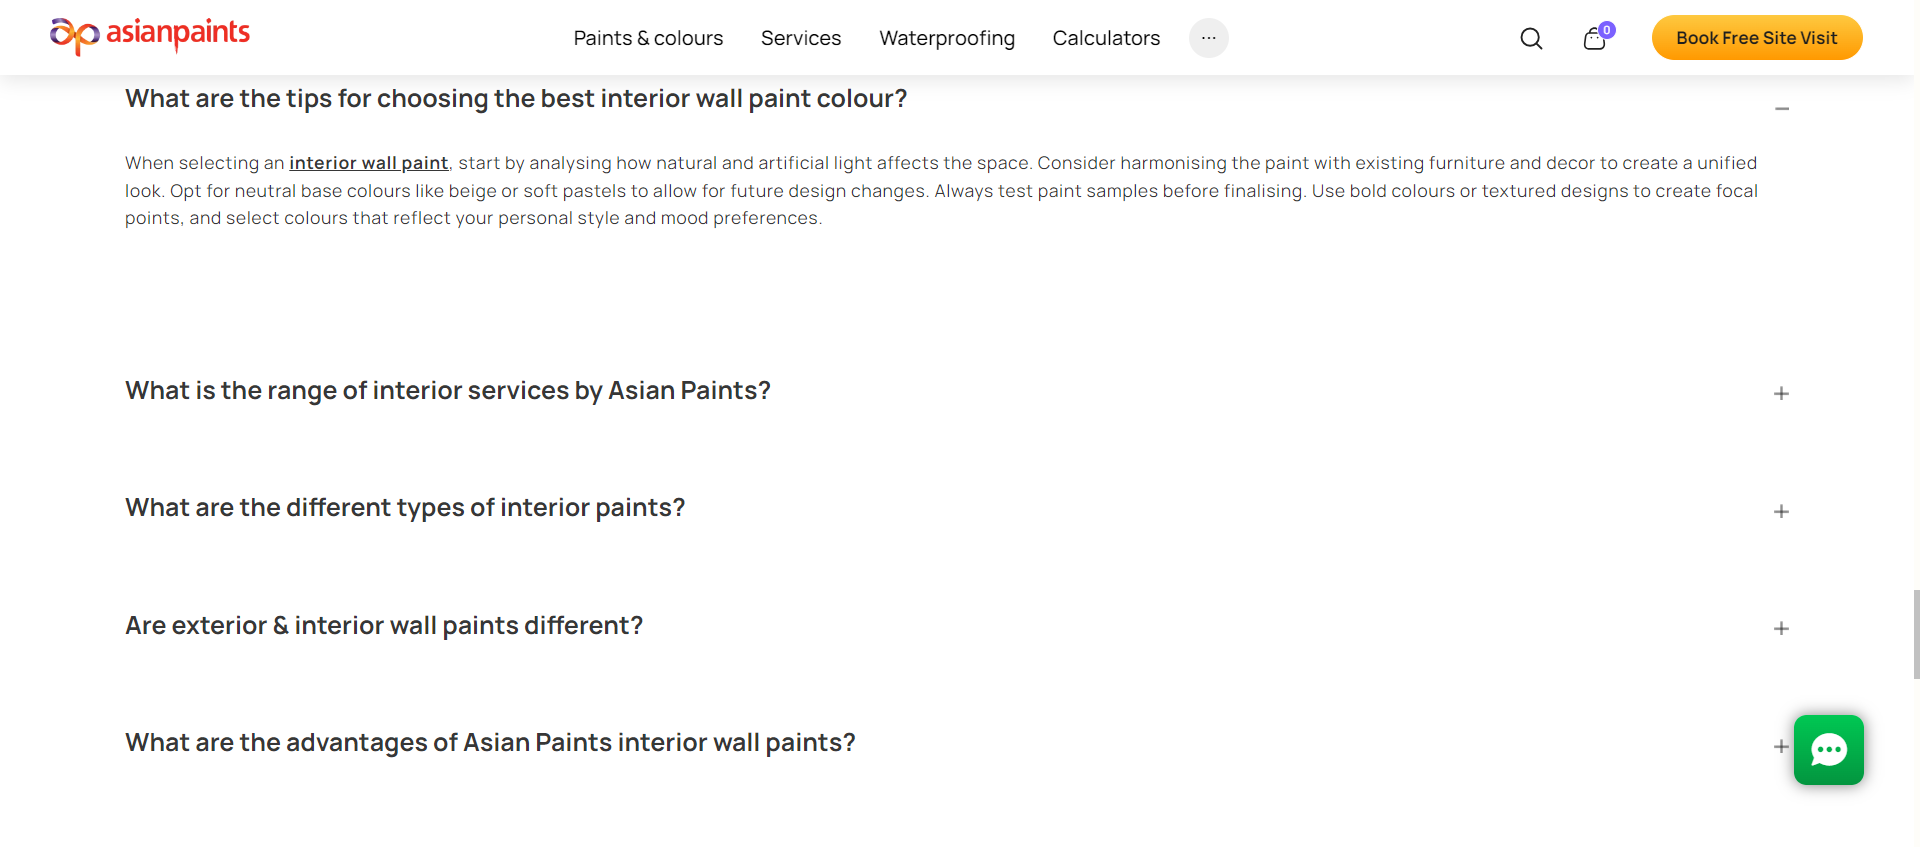 asianpaints
Paints & colours
Services
Waterproofing
Calculators
...
0
Book Free Site Visit
What are the tips for choosing the best interior wall paint colour?
When selecting an interior wall paint, start by analysing how natural and artificial light affects the space. Consider harmonising the paint with existing furniture and decor to create a unified
look. Opt for neutral base colours like beige or soft pastels to allow for future design changes. Always test paint samples before finalising. Use bold colours or textured designs to create focal
points, and select colours that reflect your personal style and mood preferences.
What is the range of interior services by Asian Paints?
What are the different types of interior paints?
Are exterior & interior wall paints different?
What are the advantages of Asian Paints interior wall paints?